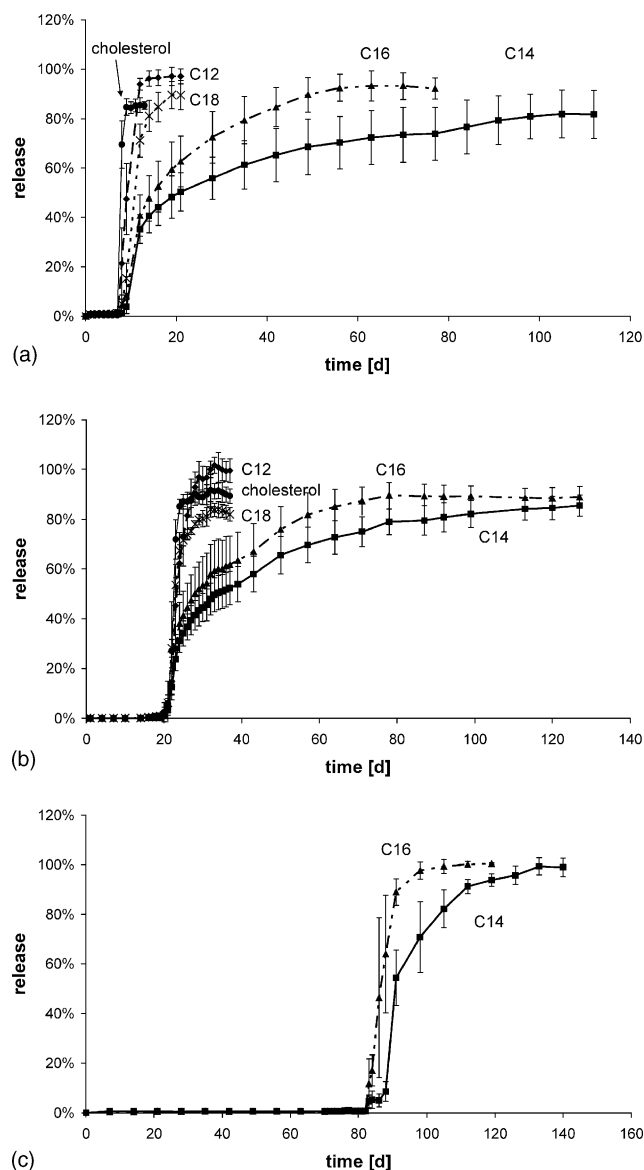 120%
cholesterol
C16
C14
100%
C12
C18
80%
release
60%
40%
20%
0%
0 20 40 60 80 100 120
(a)
time [d]
120%
100%
C12
C16
cholesterol
80%
C18
C14
release
60%
40%
20%
0%
0 20 40 60 80 100 120 140
(b)
time [d]
120%
C16
100%
80%
C14
release
60%
40%
20%
0%
0 20 40 60 80 100 120 140 160
(c)
time [d]